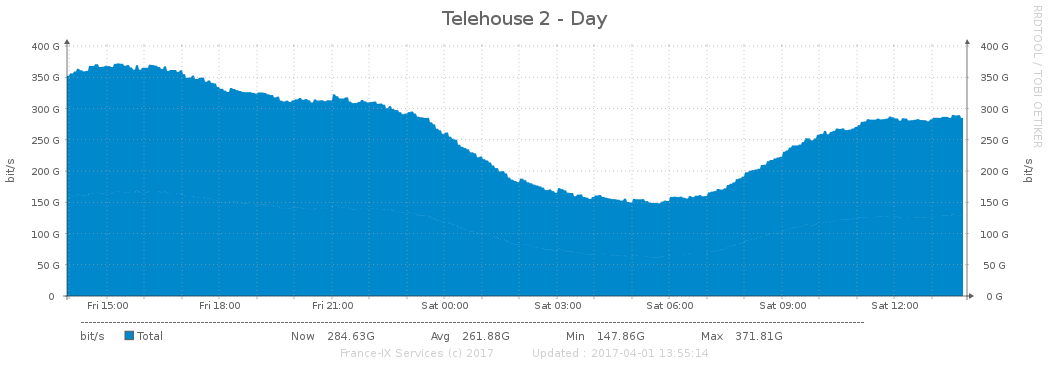 Telehouse 2 - Day
RRDTOOL / TOBI OETIKER
bit/s
400 G
350 G
300 G
250 G
200 G
150 G
100 G
50 G
0
400 G
350 G
300 G
250 G
200 G
150 G
100 G
50 G
0 G
bit/s
Fri 15:00 Fri 18:00 Fri 21:00 Sat 00:00 Sat 03:00 Sat 06:00 Sat 09:00 Sat 12:00
bit/s Total Now 284.63G Avg 261.88G Min 147.86G Max 371.81G
France-IX Services (c) 2017 Updated : 2017-04-01 13:55:14